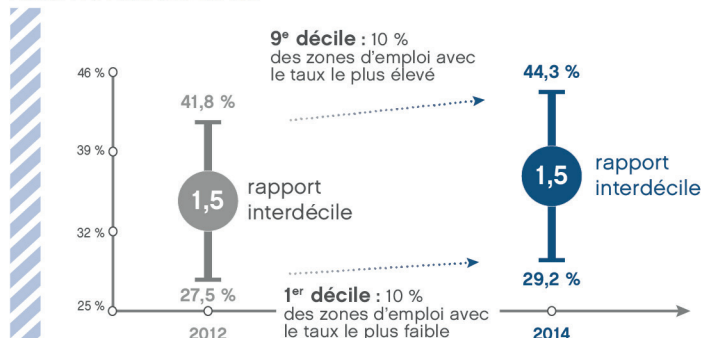 9e décile : 10 %
des zones d'emploi avec
le taux le plus élevé
46 %
39 %
32 %
25 %
41,8 %
1,5
rapport
interdécile
27,5 %
2012
44,3 %
1,5
rapport
interdécile
29,2 %
2014
1er décile : 10 %
des zones d'emploi avec
le taux le plus faible